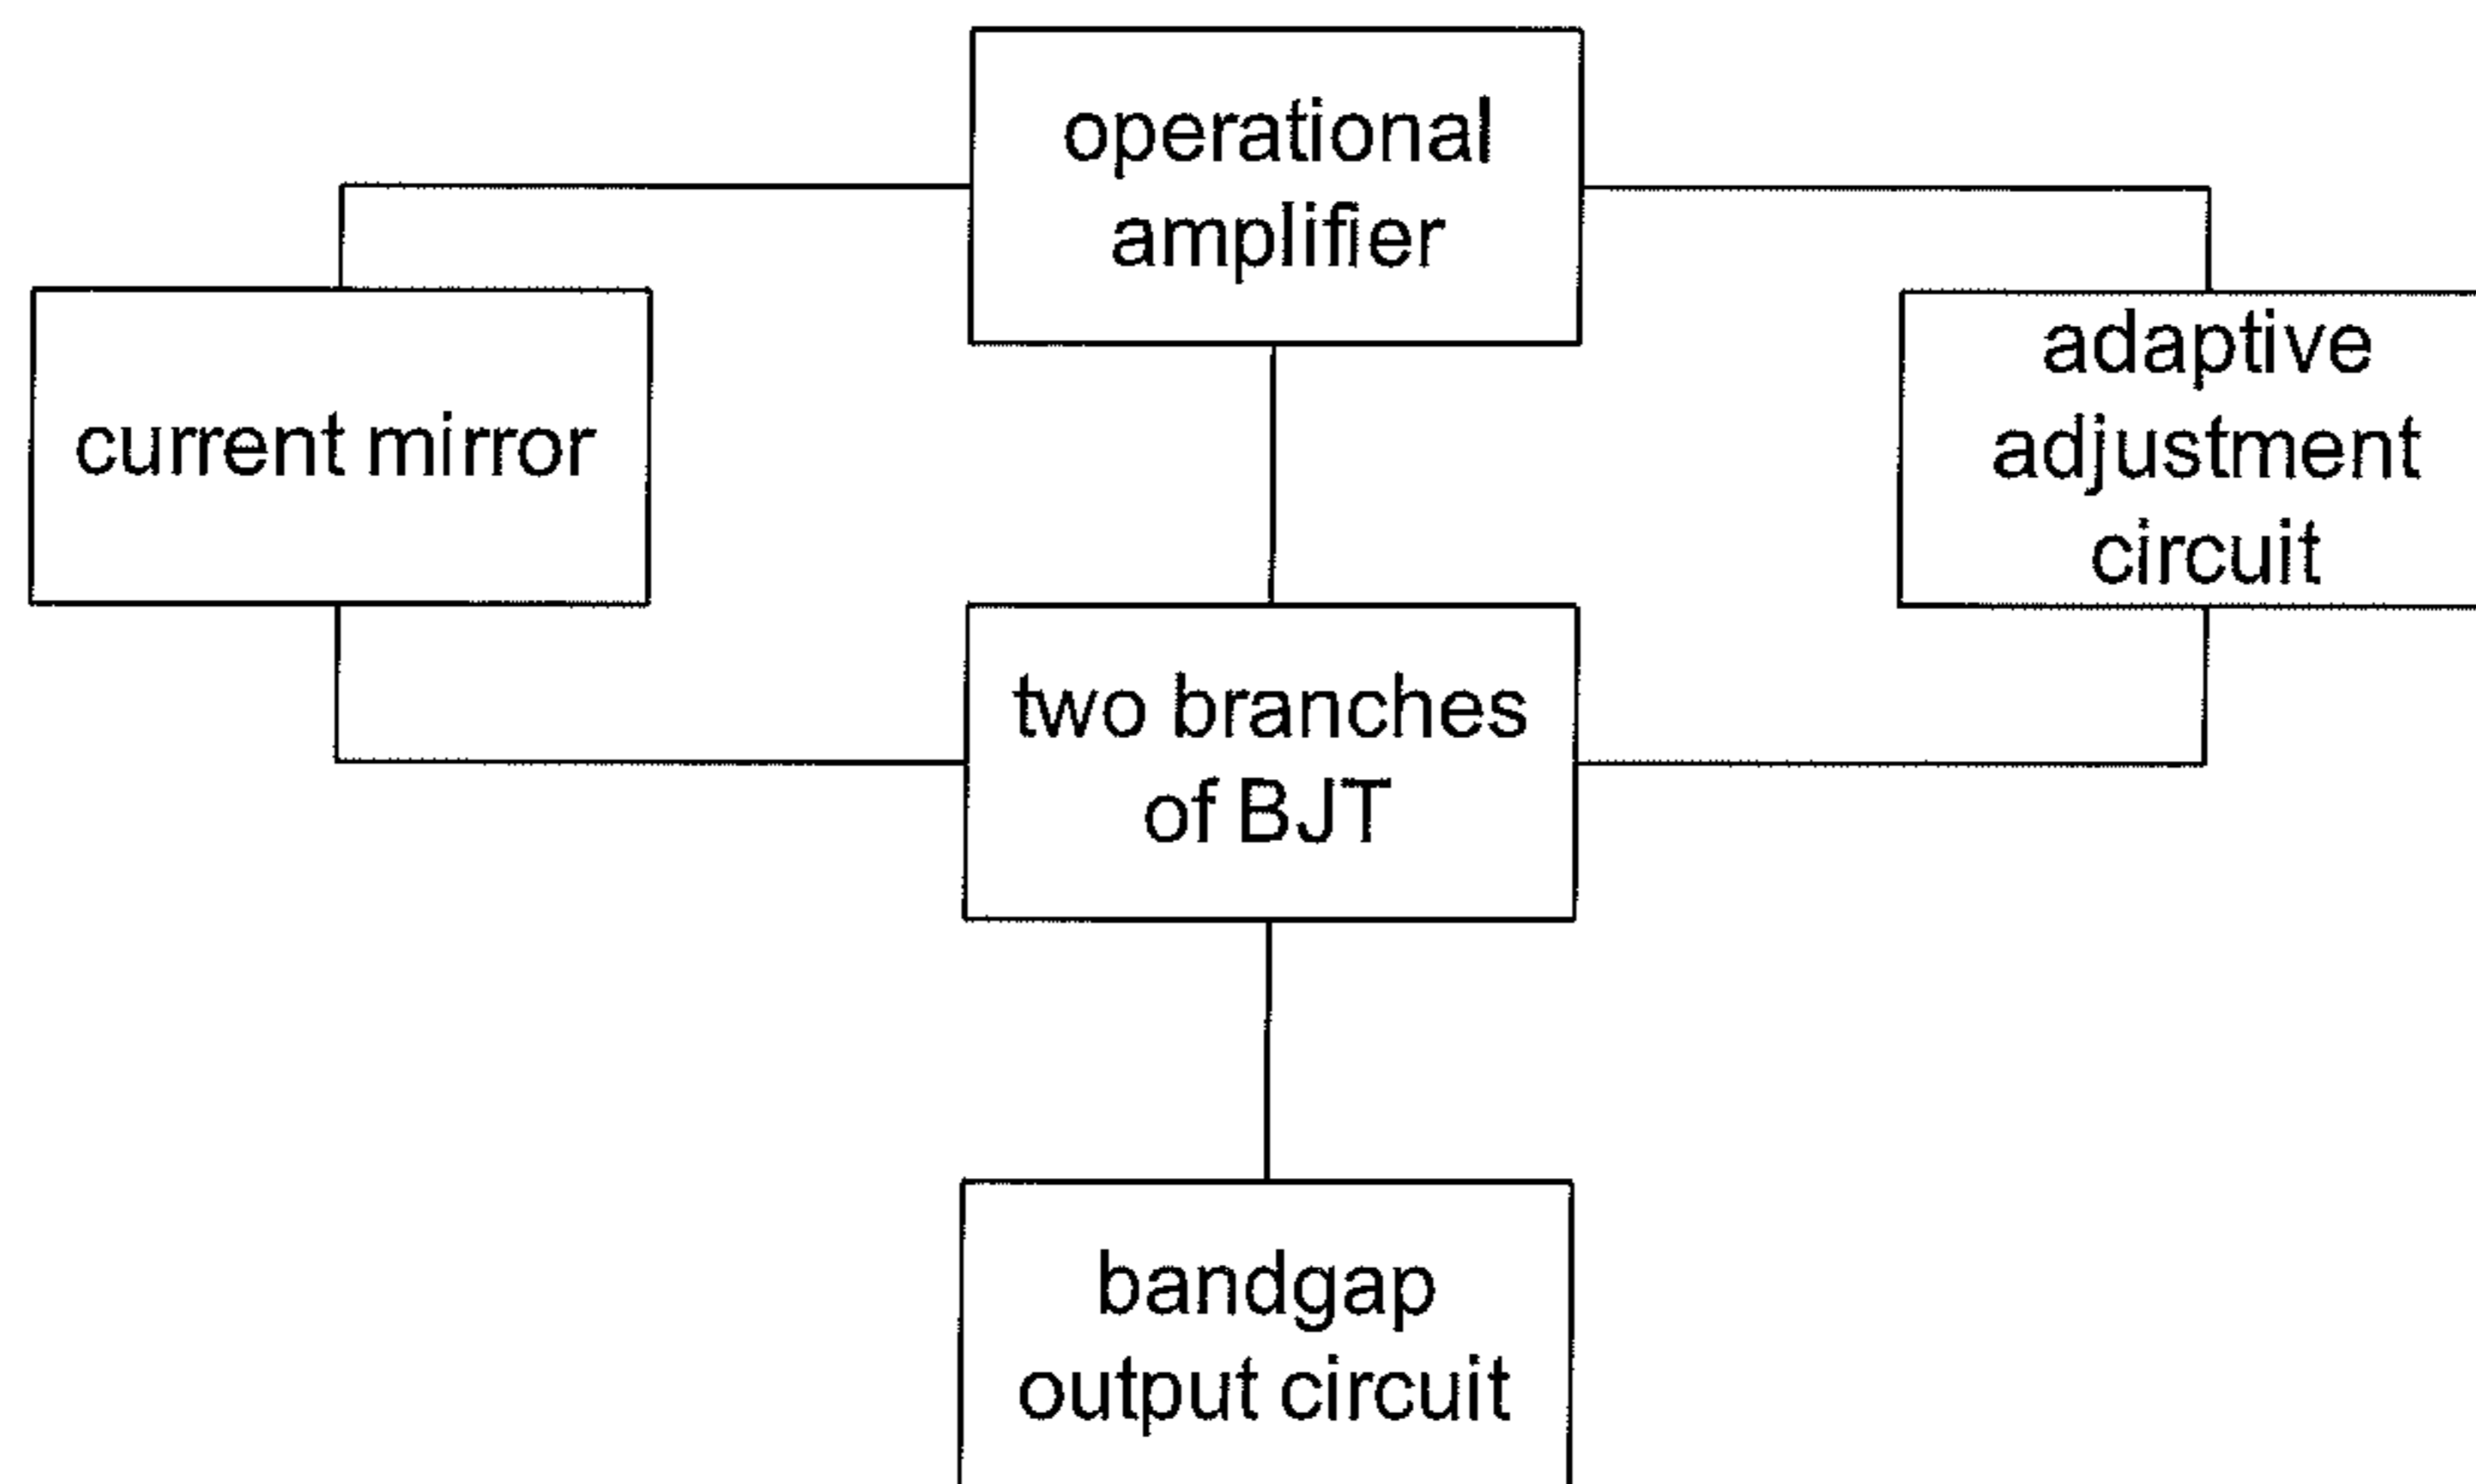 operational
amplifier
current mirror
adaptive
adjustment
circuit
two branches
of BJT
bandgap
output circuit